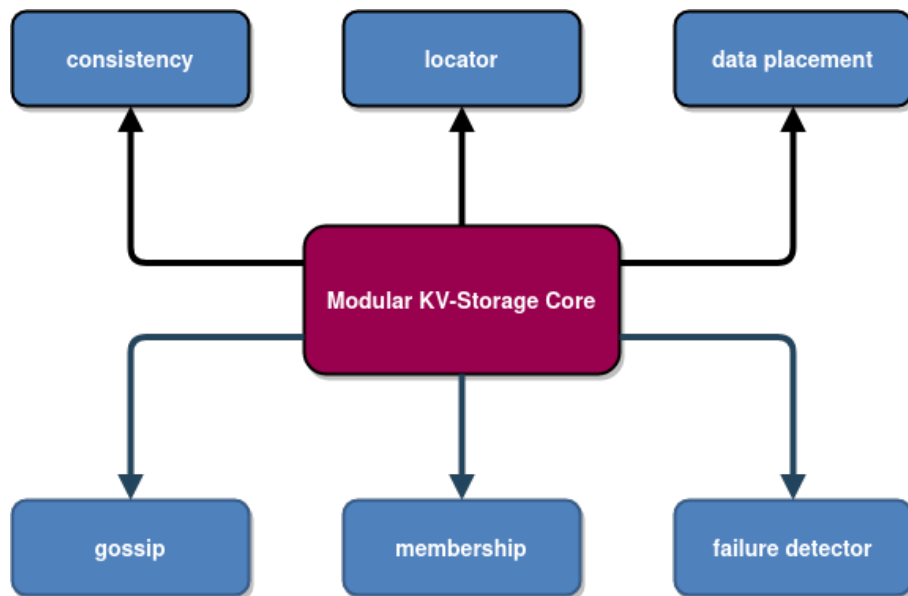 consistency
locator
data placement
Modular KV-Storage Core
gossip
membership
failure detector